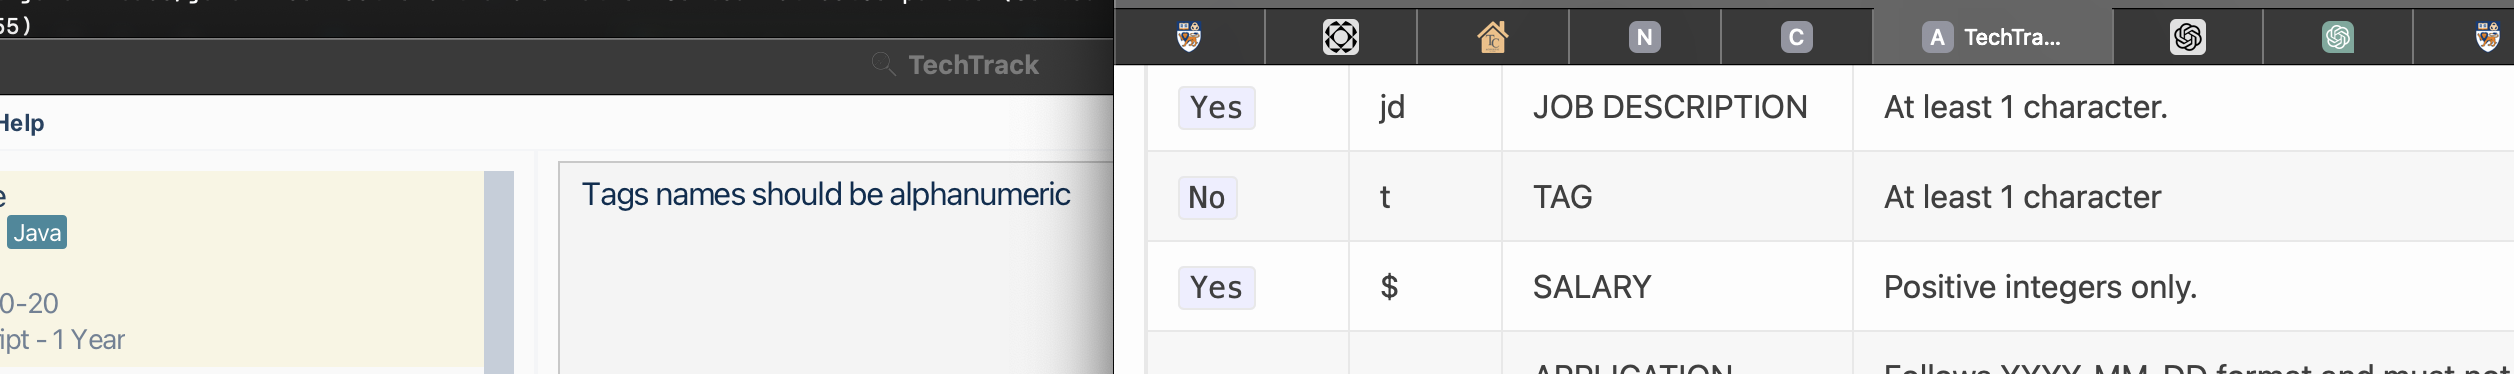 55)
TechTrack
Help
e
Java
0-20
ipt - 1 Year
Tags names should be alphanumeric
N
C
A TechTra...
Yes jd JOB DESCRIPTION At least 1 character.
No t TAG At least 1 character
Yes $ SALARY Positive integers only.
APPLICATION Follows YYYY-MM-DD format and must not